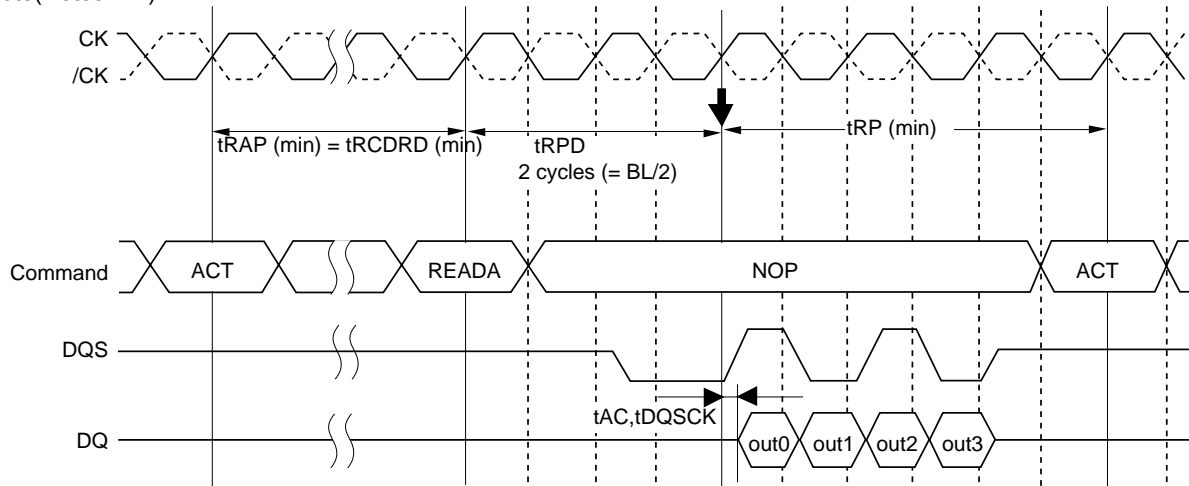 CK
/CK
tRAP (min) = tRCDRD (min)
tRPD
2 cycles (= BL/2)
tRP (min)
Command
ACT
READA
NOP
ACT
DQS
tAC,tDQSCK
DQ
out0
out1
out2
out3